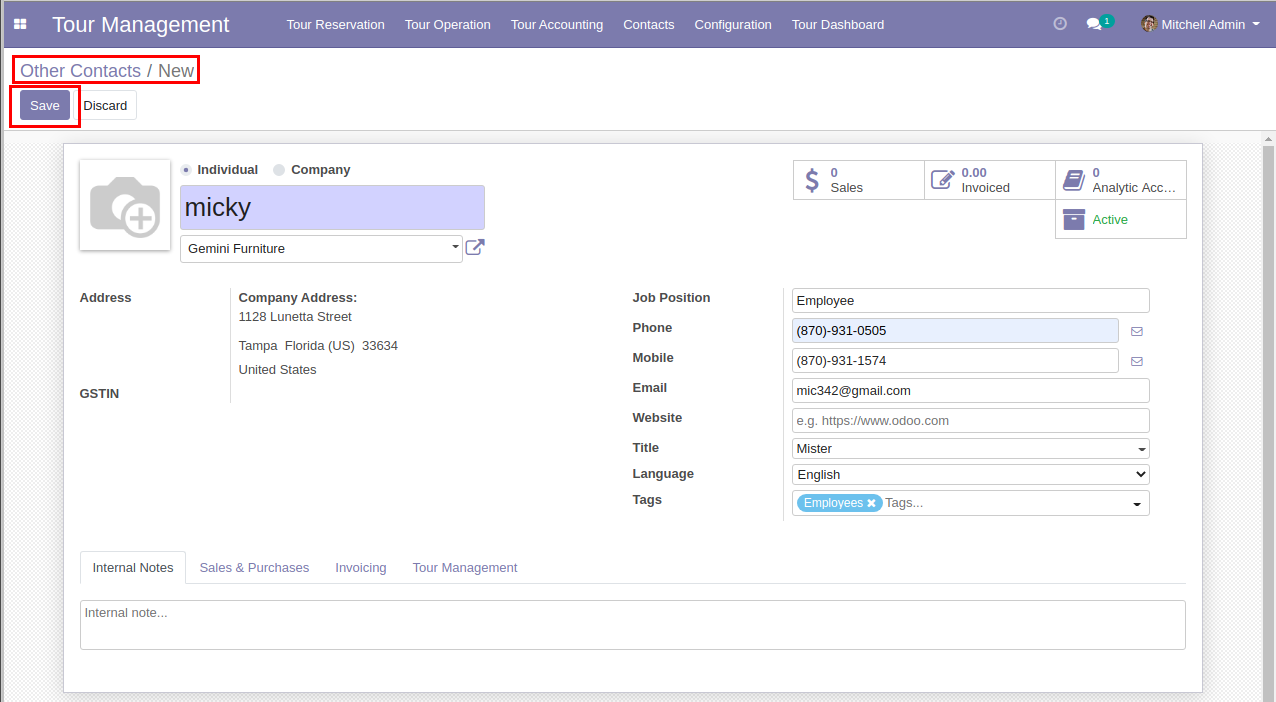 Tour Management Tour Reservation Tour Operation Tour Accounting Contacts Configuration Tour Dashboard 1 Mitchell Admin
Other Contacts / New
Save Discard
Individual Company
micky
Gemini Furniture
$ 0 Sales
0.00 Invoiced
0 Analytic Acc...
Active
Address
Company Address:
1128 Lunetta Street
Tampa Florida (US) 33634
United States
GSTIN
Job Position Employee
Phone (870)-931-0505
Mobile (870)-931-1574
Email mic342@gmail.com
Website e.g. https://www.odoo.com
Title Mister
Language English
Tags Employees Tags...
Internal Notes Sales & Purchases Invoicing Tour Management
Internal note...